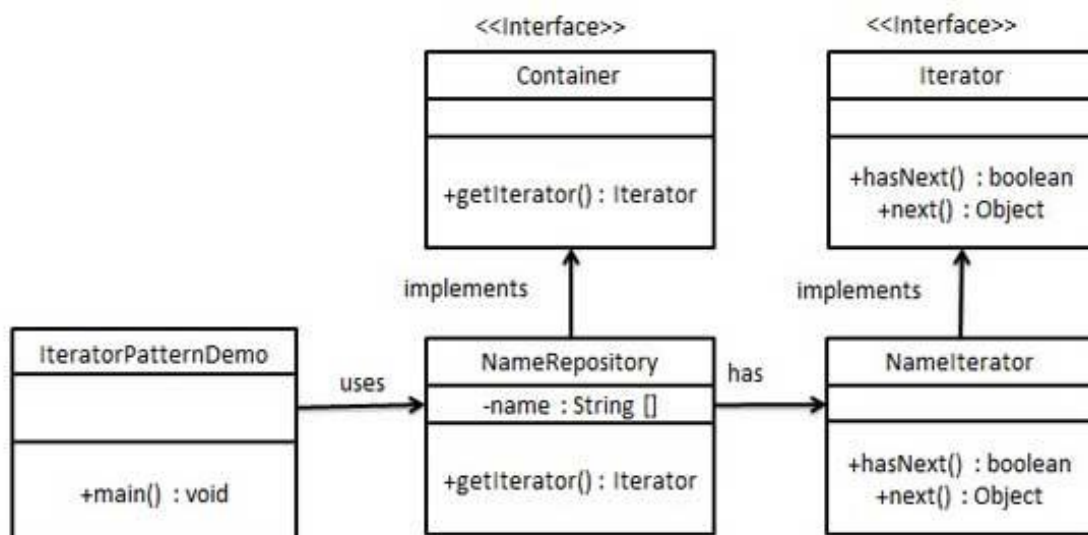 <<Interface>>
Container
+getIterator() : Iterator
<<Interface>>
Iterator
+hasNext() : boolean
+next() : Object
implements
implements
IteratorPatternDemo
+main() : void
uses
NameRepository
-name : String []
+getIterator() : Iterator
has
NameIterator
+hasNext() : boolean
+next() : Object